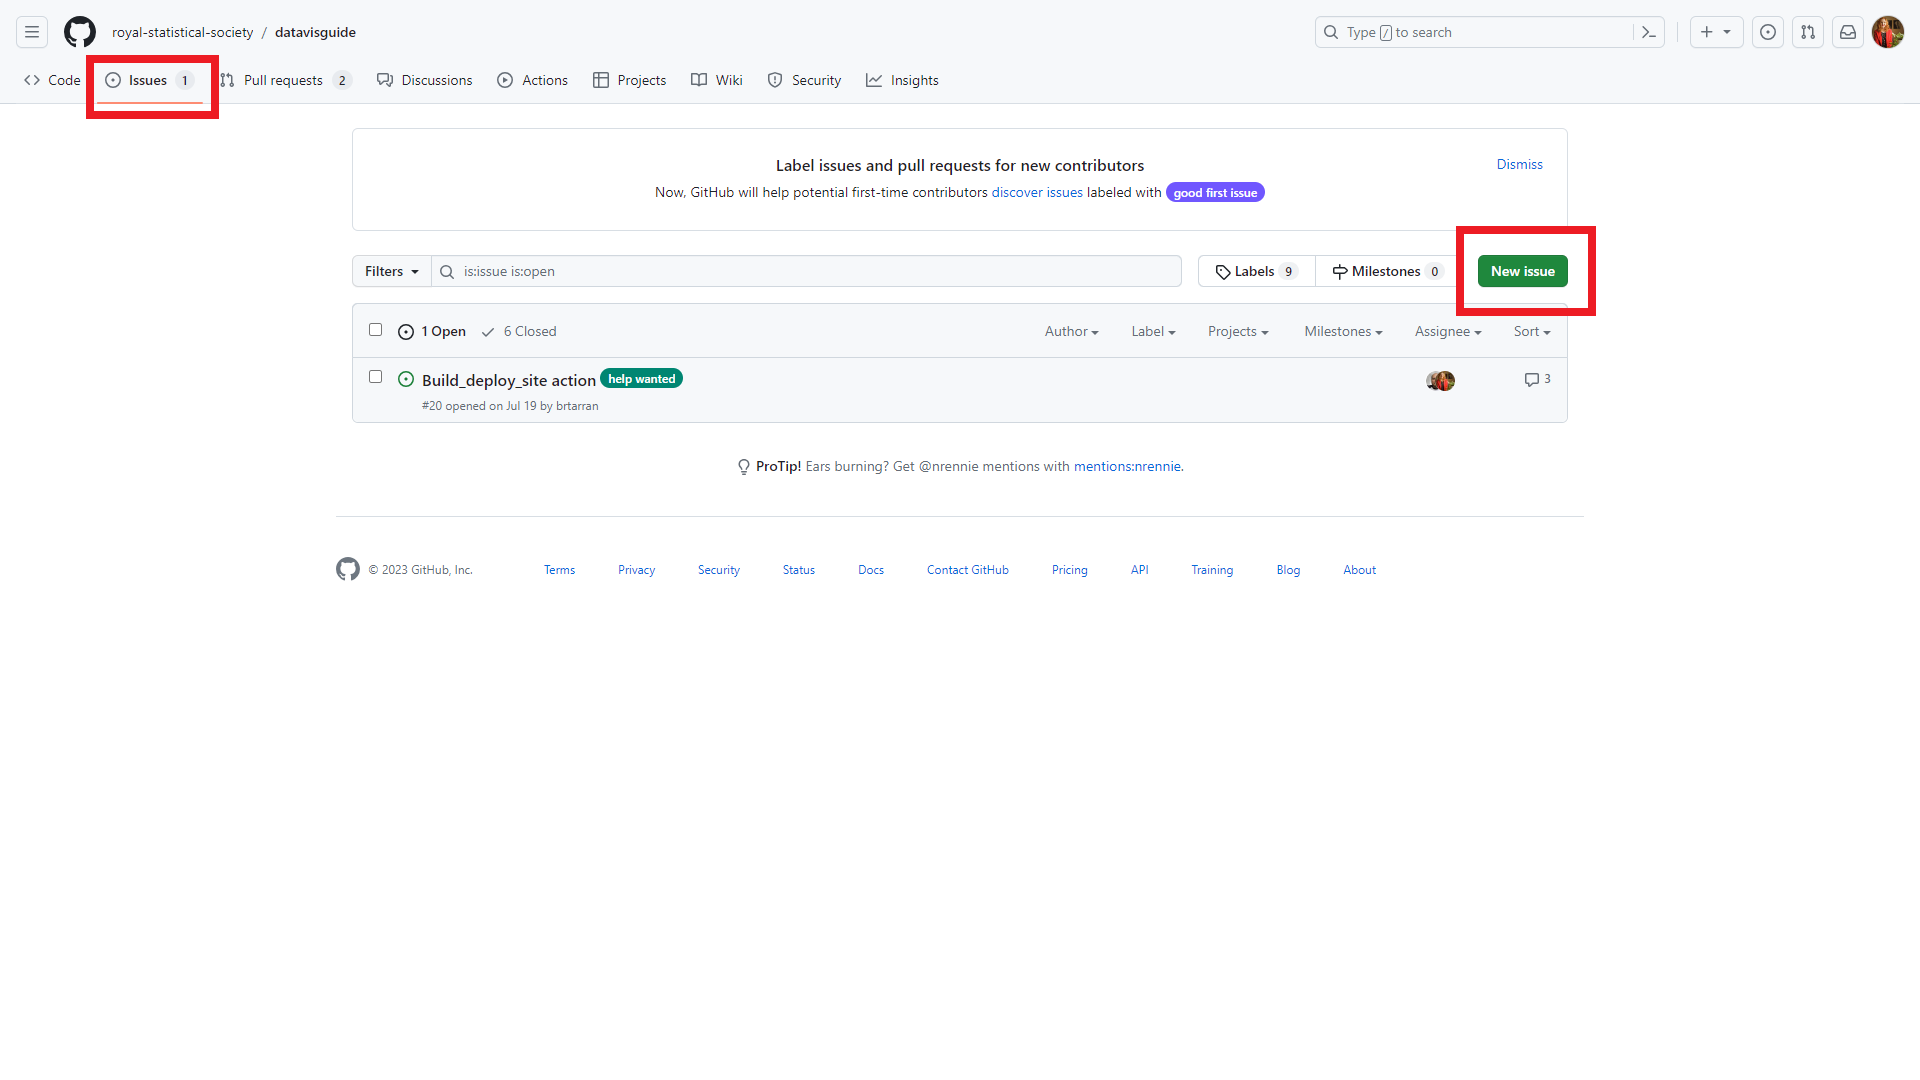 royal-statistical-society / datavisguide
Type / to search
Code Issues 1 Pull requests 2 Discussions Actions Projects Wiki Security Insights
Label issues and pull requests for new contributors
Dismiss
Now, GitHub will help potential first-time contributors discover issues labeled with good first issue
Filters is:issue is:open Labels 9 Milestones 0 New issue
1 Open 6 Closed Author Label Projects Milestones Assignee Sort
Build_deploy_site action help wanted 3
#20 opened on Jul 19 by brtarran
ProTip! Ears burning? Get @nrennie mentions with mentions:nrennie.
© 2023 GitHub, Inc. Terms Privacy Security Status Docs Contact GitHub Pricing API Training Blog About